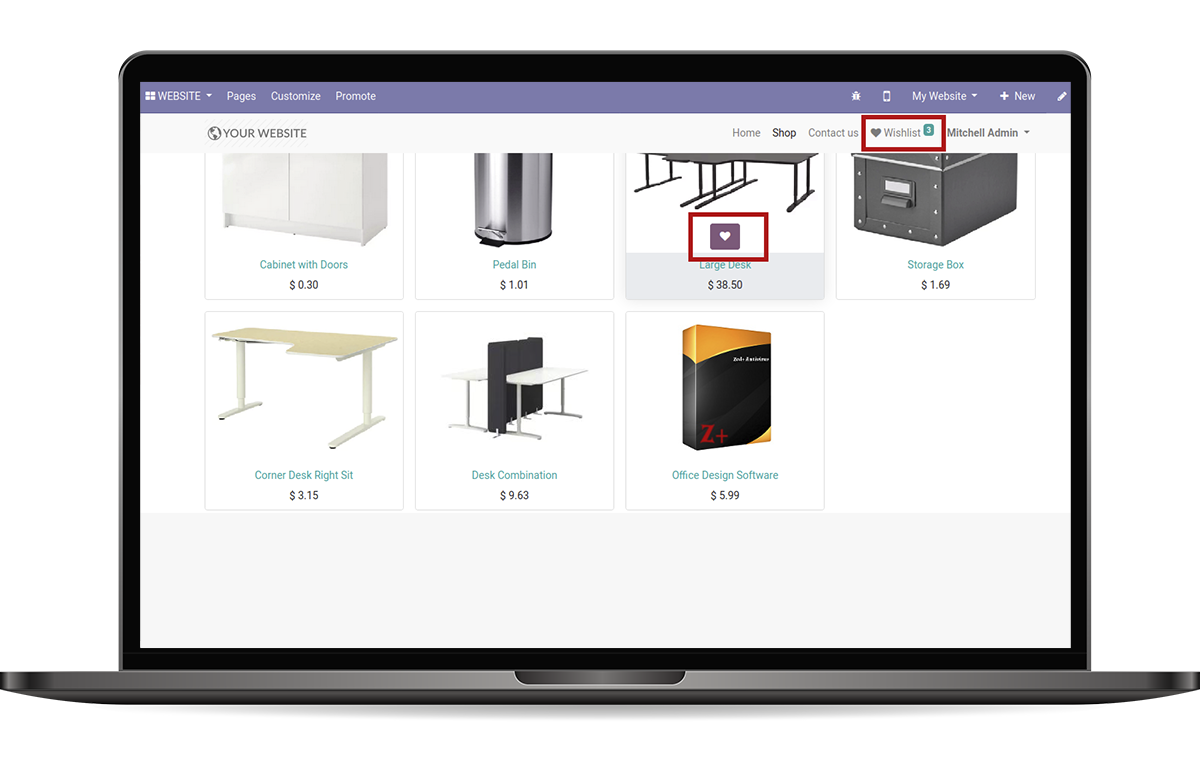 WEBSITE Pages Customize Promote My Website New
YOUR WEBSITE Home Shop Contact us Wishlist 3 Mitchell Admin
Cabinet with Doors Pedal Bin Large Desk Storage Box
$ 0.30 $ 1.01 $ 38.50 $ 1.69
Zed+ Antivirus
Z+
Corner Desk Right Sit Desk Combination Office Design Software
$ 3.15 $ 9.63 $ 5.99